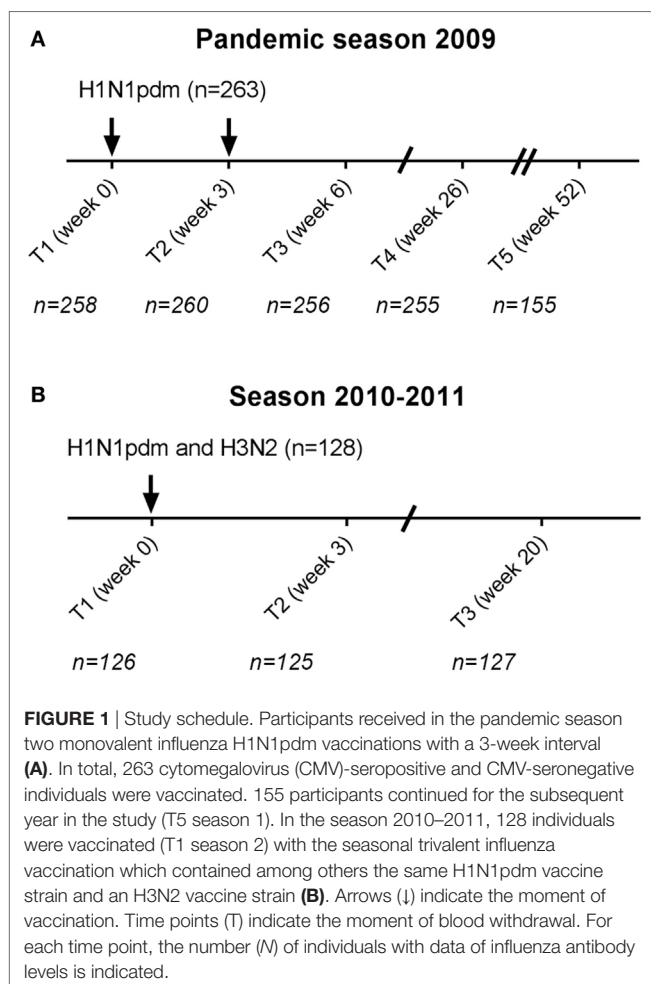 A
Pandemic season 2009
H1N1pdm (n=263)
T1 (week 0)
T2 (week 3)
T3 (week 6)
T4 (week 26)
T5 (week 52)
n=258
n=260
n=256
n=255
n=155
B
Season 2010-2011
H1N1pdm and H3N2 (n=128)
T1 (week 0)
T2 (week 3)
T3 (week 20)
n=126
n=125
n=127
FIGURE 1 | Study schedule. Participants received in the pandemic season
two monovalent influenza H1N1pdm vaccinations with a 3-week interval
(A). In total, 263 cytomegalovirus (CMV)-seropositive and CMV-seronegative
individuals were vaccinated. 155 participants continued for the subsequent
year in the study (T5 season 1). In the season 2010–2011, 128 individuals
were vaccinated (T1 season 2) with the seasonal trivalent influenza
vaccination which contained among others the same H1N1pdm vaccine
strain and an H3N2 vaccine strain (B). Arrows (↓) indicate the moment of
vaccination. Time points (T) indicate the moment of blood withdrawal. For
each time point, the number (N) of individuals with data of influenza antibody
levels is indicated.